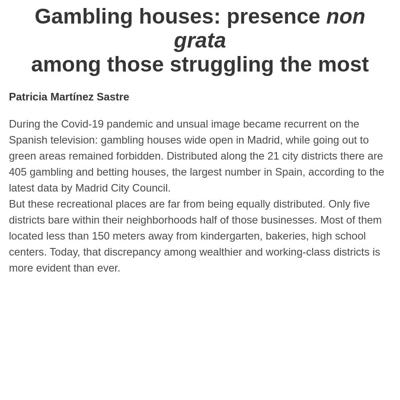 Gambling houses: presence non
grata
among those struggling the most
Patricia Martínez Sastre
During the Covid-19 pandemic and unusual image became recurrent on the
Spanish television: gambling houses wide open in Madrid, while going out to
green areas remained forbidden. Distributed along the 21 city districts there are
405 gambling and betting houses, the largest number in Spain, according to the
latest data by Madrid City Council.
But these recreational places are far from being equally distributed. Only five
districts bare within their neighborhoods half of those businesses. Most of them
located less than 150 meters away from kindergarten, bakeries, high school
centers. Today, that discrepancy among wealthier and working-class districts is
more evident than ever.